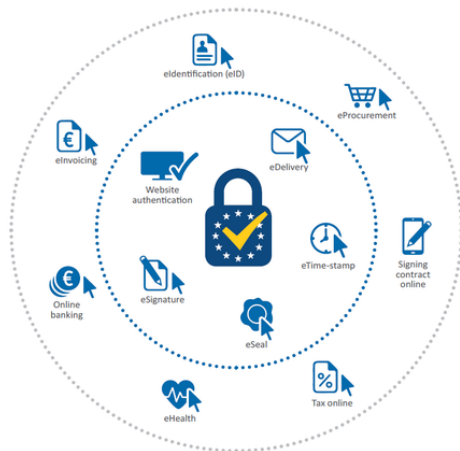 eIdentification (eID)
eProcurement
eInvoicing
eDelivery
Website
authentication
eTime-stamp
Signing
contract
online
Online
banking
eSignature
eSeal
Tax online
eHealth